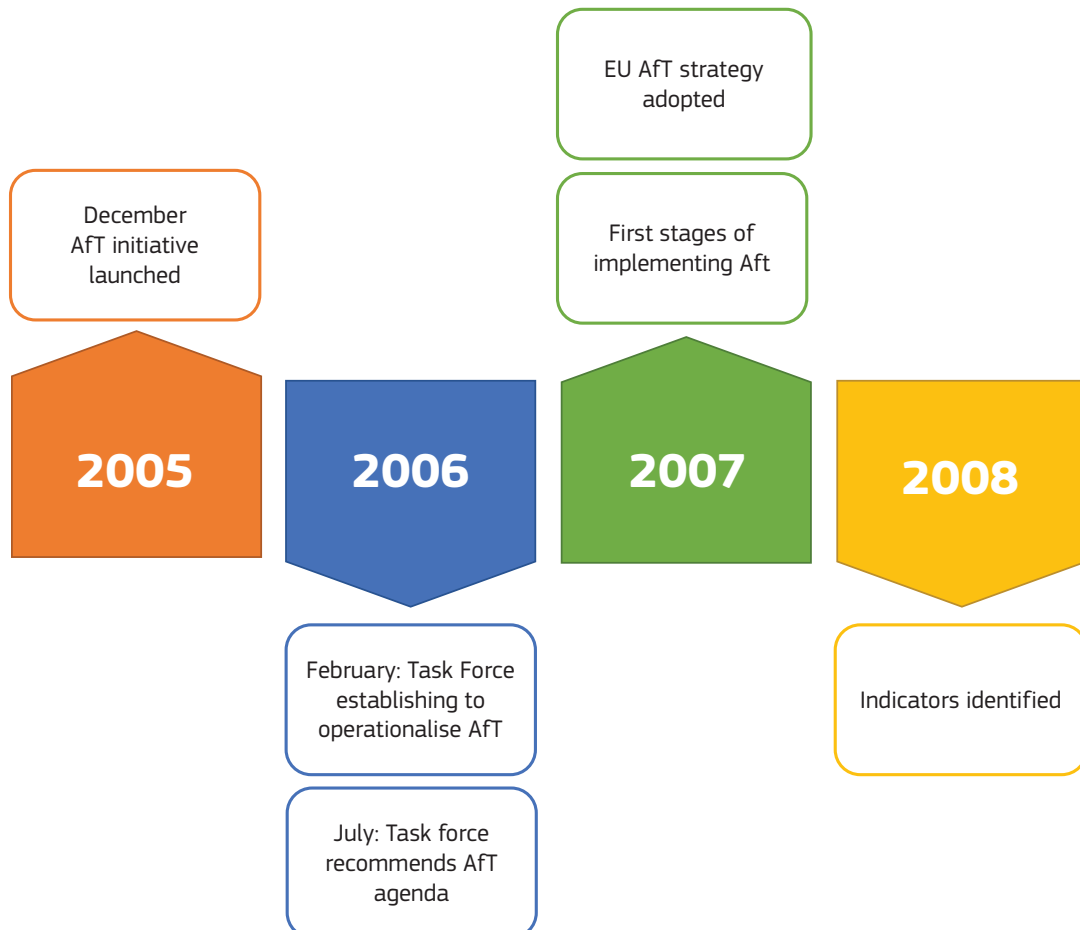 EU AfT strategy
adopted
December
AfT initiative
launched
First stages of
implementing Aft
2005
2006
2007
2008
February: Task Force
establishing to
operationalise AfT
Indicators identified
July: Task force
recommends AfT
agenda